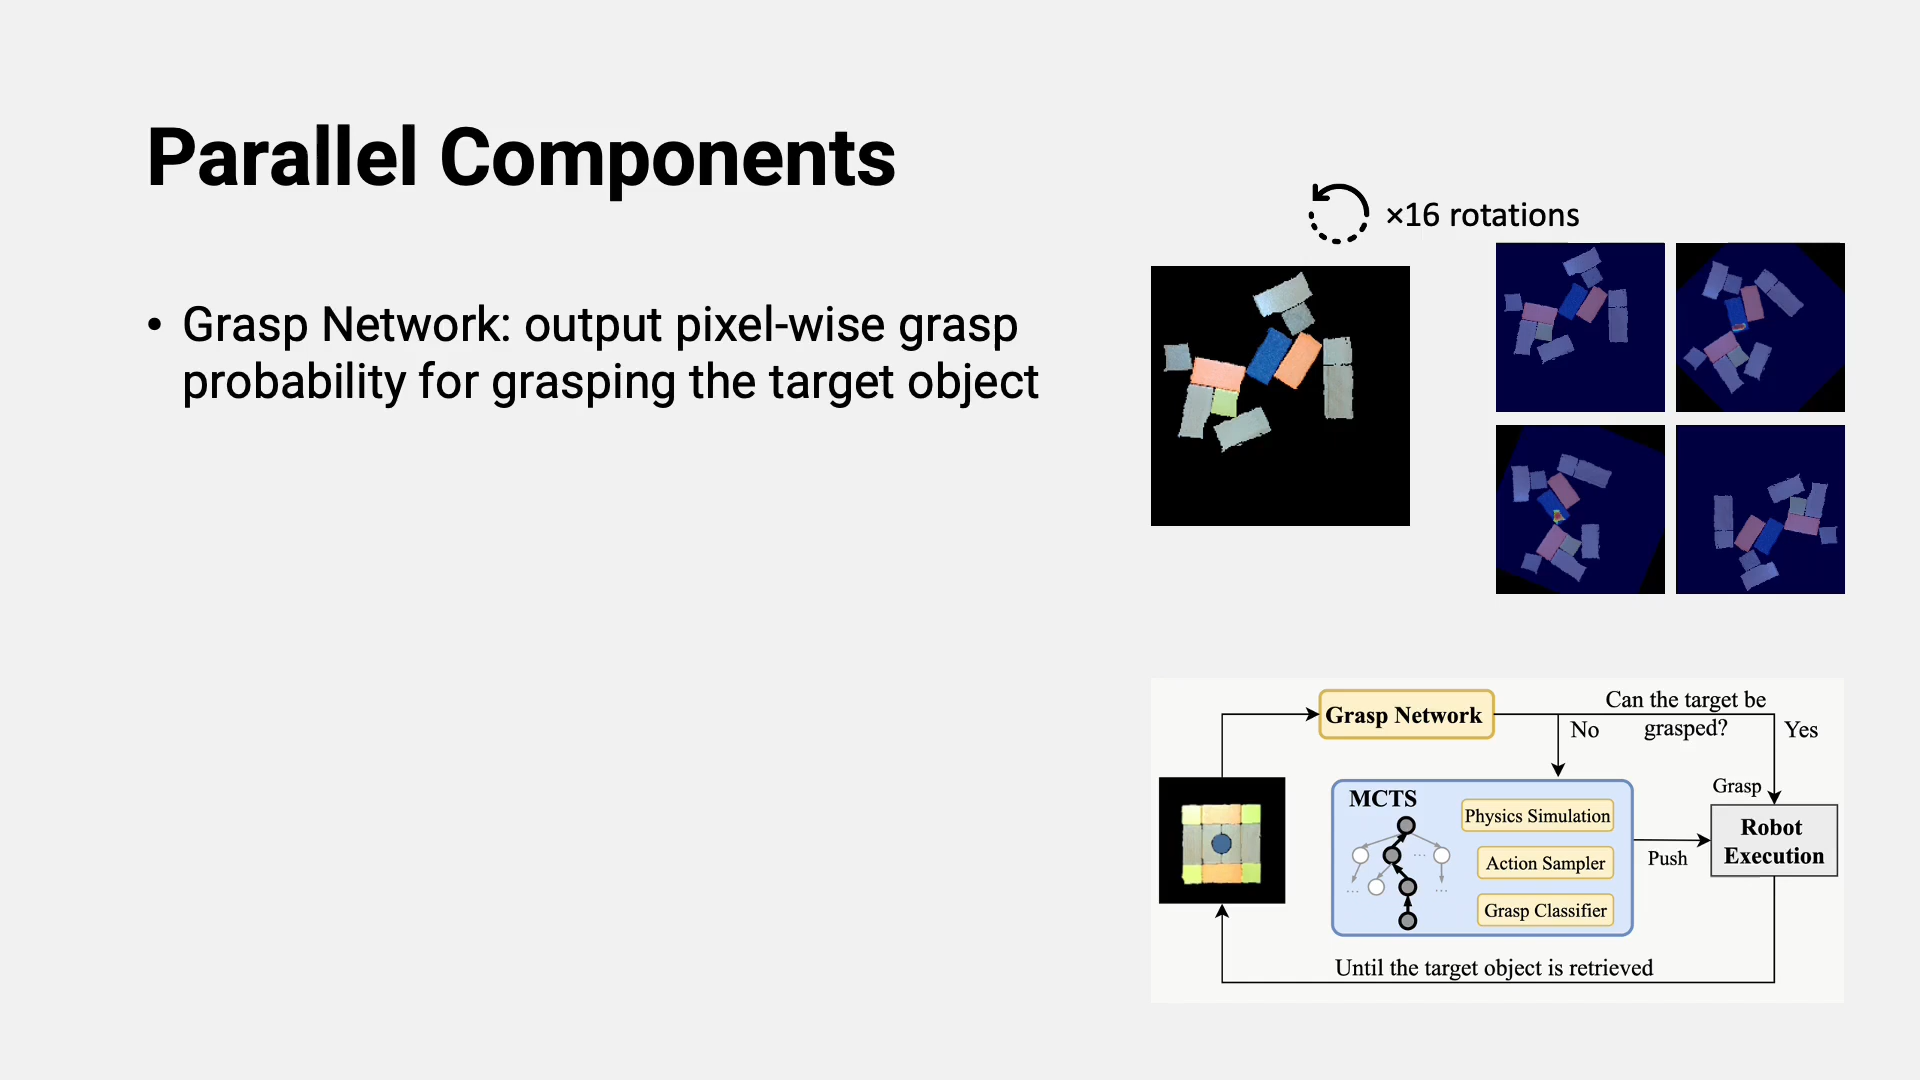 Parallel Components
• Grasp Network: output pixel-wise grasp
probability for grasping the target object
×16 rotations
Grasp Network
Can the target be
grasped?
No
Yes
Grasp
MCTS
Physics Simulation
Action Sampler
Grasp Classifier
...
...
...
Push
Robot
Execution
Until the target object is retrieved